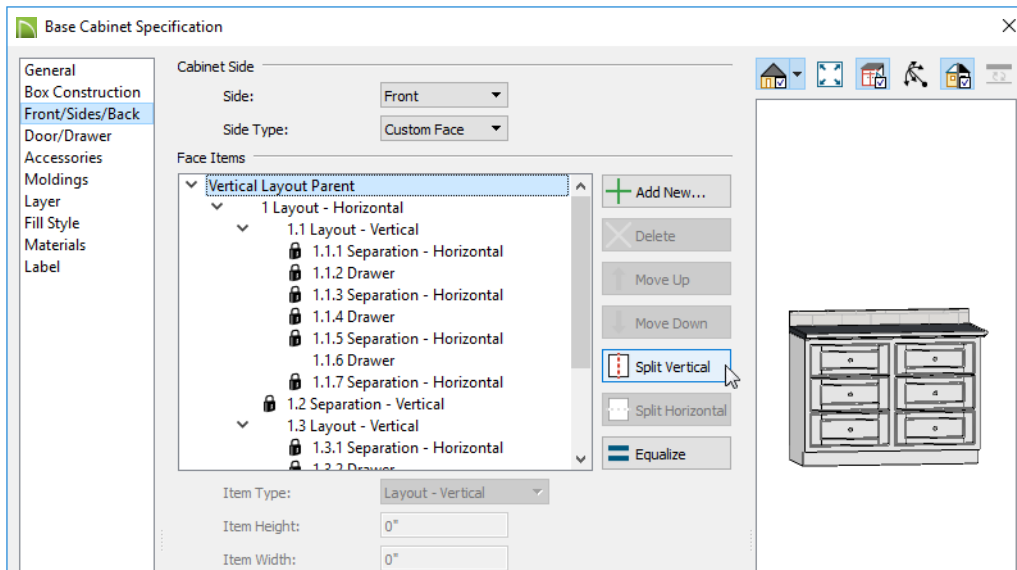 Base Cabinet Specification
General
Box Construction
Front/Sides/Back
Door/Drawer
Accessories
Moldings
Layer
Fill Style
Materials
Label
Cabinet Side
Side: Front
Side Type: Custom Face
Face Items
Vertical Layout Parent
1 Layout - Horizontal
1.1 Layout - Vertical
1.1.1 Separation - Horizontal
1.1.2 Drawer
1.1.3 Separation - Horizontal
1.1.4 Drawer
1.1.5 Separation - Horizontal
1.1.6 Drawer
1.1.7 Separation - Horizontal
1.2 Separation - Vertical
1.3 Layout - Vertical
1.3.1 Separation - Horizontal
1.3.2 Drawer
Add New...
Delete
Move Up
Move Down
Split Vertical
Split Horizontal
Equalize
Item Type: Layout - Vertical
Item Height: 0"
Item Width: 0"